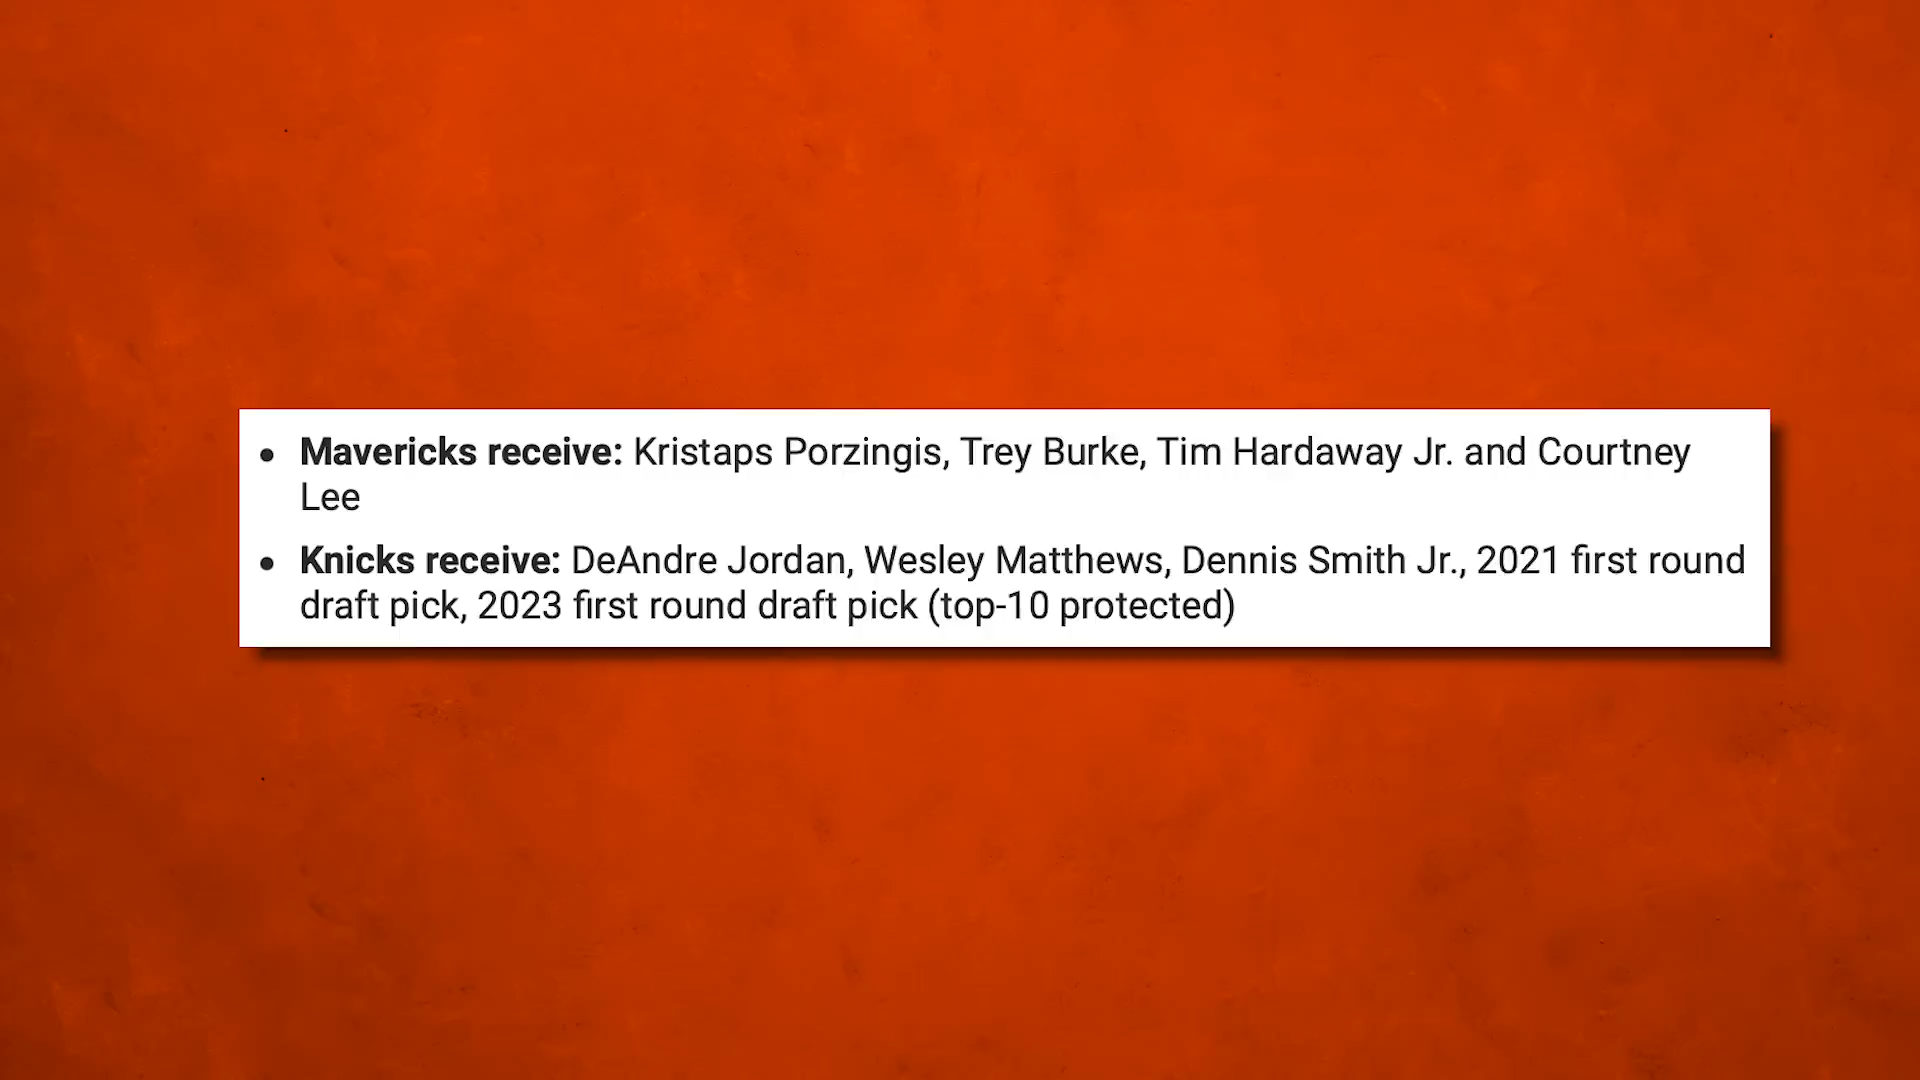 • Mavericks receive: Kristaps Porzingis, Trey Burke, Tim Hardaway Jr. and Courtney
Lee
• Knicks receive: DeAndre Jordan, Wesley Matthews, Dennis Smith Jr., 2021 first round
draft pick, 2023 first round draft pick (top-10 protected)